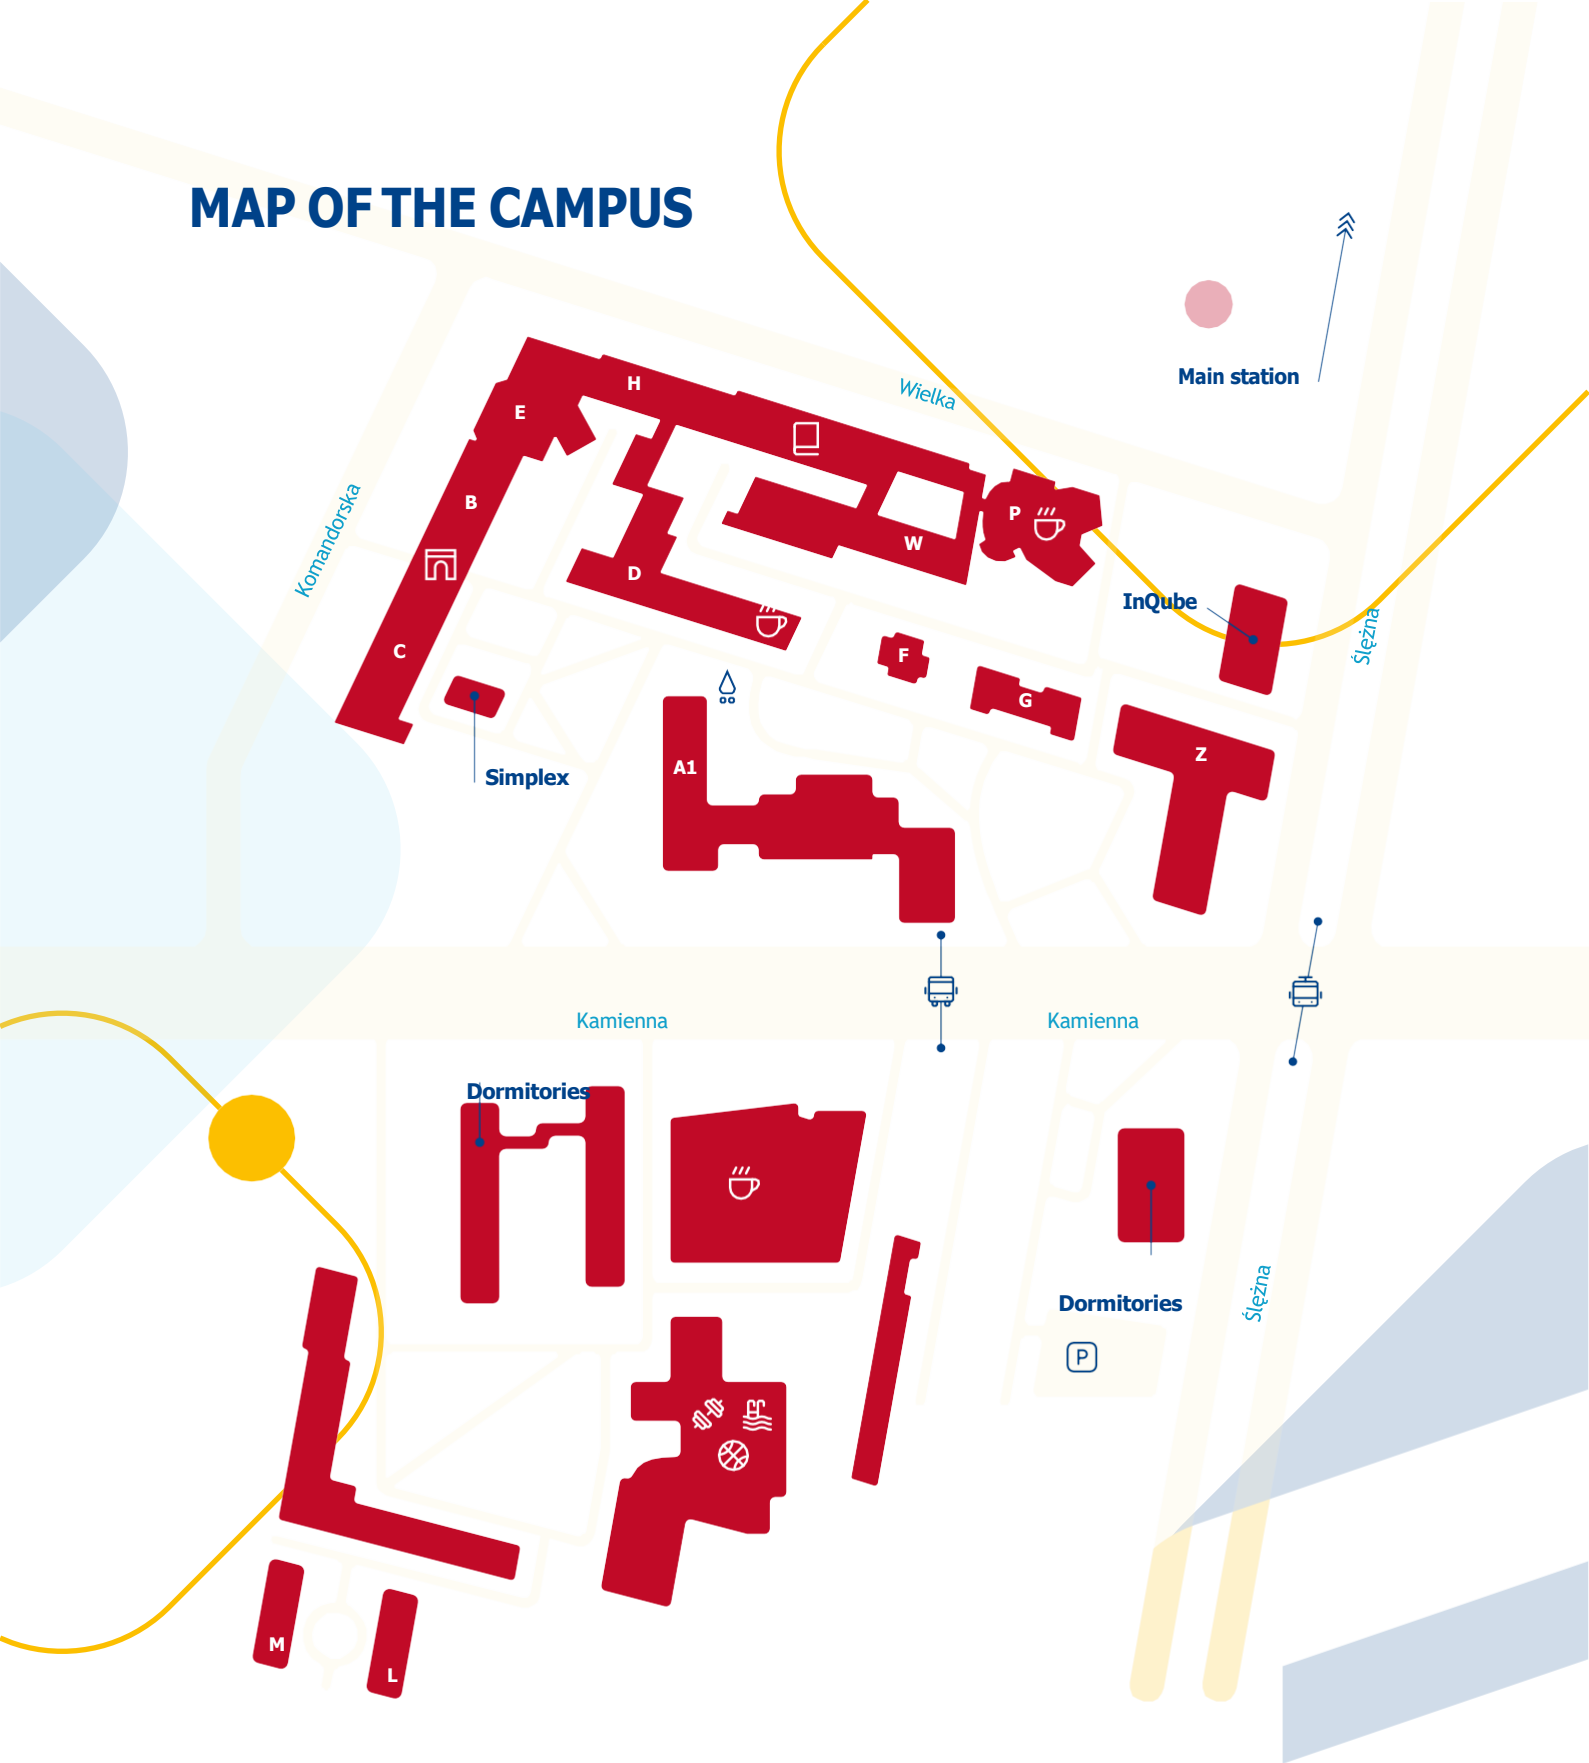 MAP OF THE CAMPUS
Main station
H
Wielka
E
B
P
Komandorska
W
D
InQube
Ślężna
C
F
G
Z
A1
Simplex
Kamienna
Kamienna
Dormitories
Dormitories
Ślężna
P
M
L